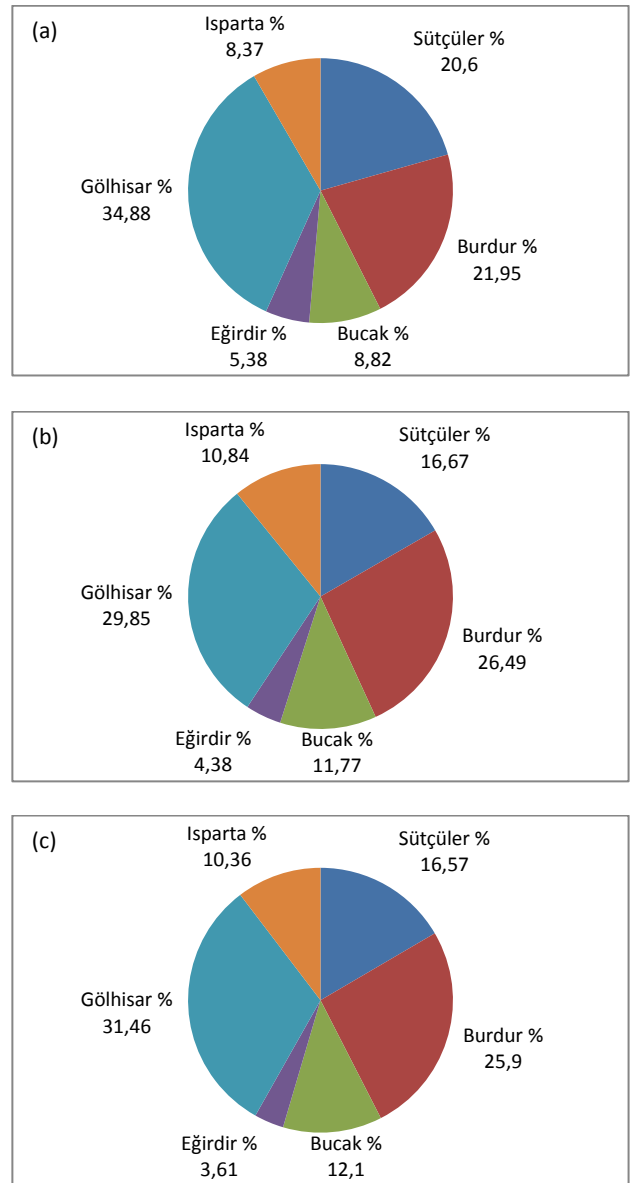 (a)
Isparta %
8,37
Sütçüler %
20,6
Gölhisar %
34,88
Burdur %
21,95
Eğirdir %
5,38
Bucak %
8,82
(b)
Isparta %
10,84
Sütçüler %
16,67
Gölhisar %
29,85
Burdur %
26,49
Eğirdir %
4,38
Bucak %
11,77
(c)
Isparta %
10,36
Sütçüler %
16,57
Gölhisar %
31,46
Burdur %
25,9
Eğirdir %
3,61
Bucak %
12,1